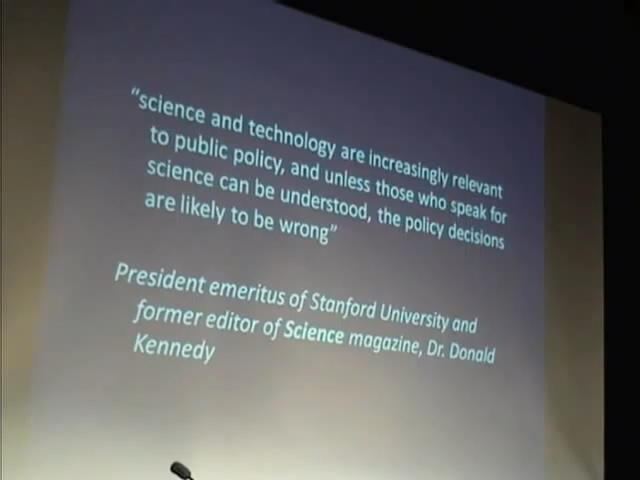 “science and technology are increasingly relevant
to public policy, and unless those who speak for
science can be understood, the policy decisions
are likely to be wrong”
President emeritus of Stanford University and
former editor of Science magazine, Dr. Donald
Kennedy